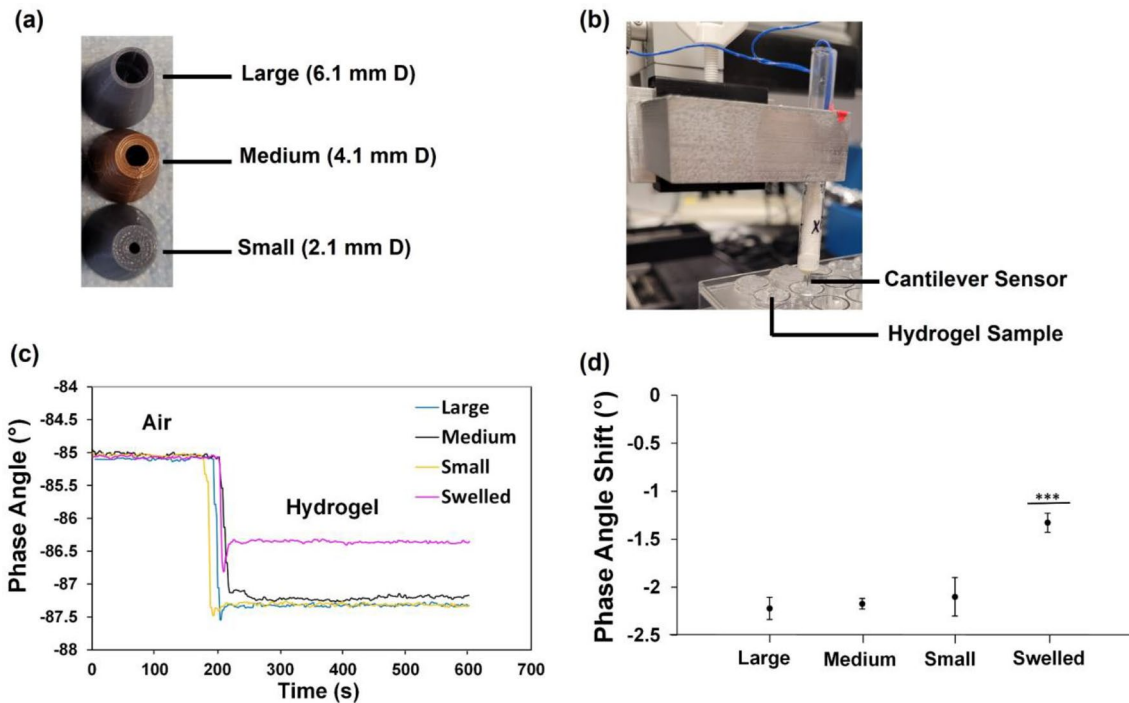 (a)
Large (6.1 mm D)
Medium (4.1 mm D)
Small (2.1 mm D)
(b)
X
Cantilever Sensor
Hydrogel Sample
(c)
Phase Angle (°)
-84
-84.5
-85
-85.5
-86
-86.5
-87
-87.5
-88
Air
Hydrogel
Large
Medium
Small
Swelled
0
100
200
300
400
500
600
700
Time (s)
(d)
Phase Angle Shift (°)
0
-0.5
-1
-1.5
-2
-2.5
***
Large
Medium
Small
Swelled